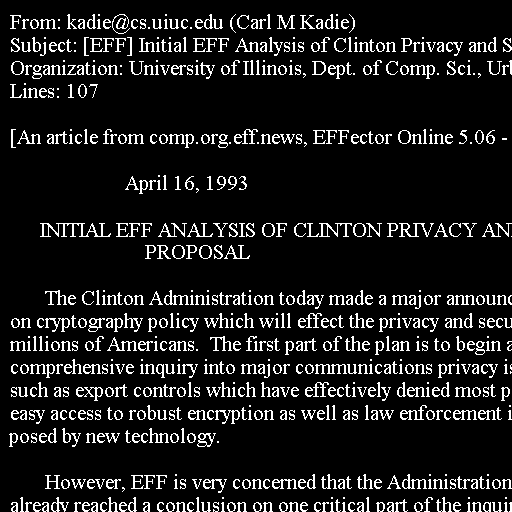 From: kadie@cs.uiuc.edu (Carl M Kadie)
Subject: [EFF] Initial EFF Analysis of Clinton Privacy and S
Organization: University of Illinois, Dept. of Comp. Sci., Ur
Lines: 107
[An article from comp.org.eff.news, EFFector Online 5.06 -
April 16, 1993
INITIAL EFF ANALYSIS OF CLINTON PRIVACY AN
PROPOSAL
The Clinton Administration today made a major announc
on cryptography policy which will effect the privacy and secu
millions of Americans.  The first part of the plan is to begin a
comprehensive inquiry into major communications privacy is
such as export controls which have effectively denied most p
easy access to robust encryption as well as law enforcement i
posed by new technology.
However, EFF is very concerned that the Administration
already reached a conclusion on one critical part of the inqui